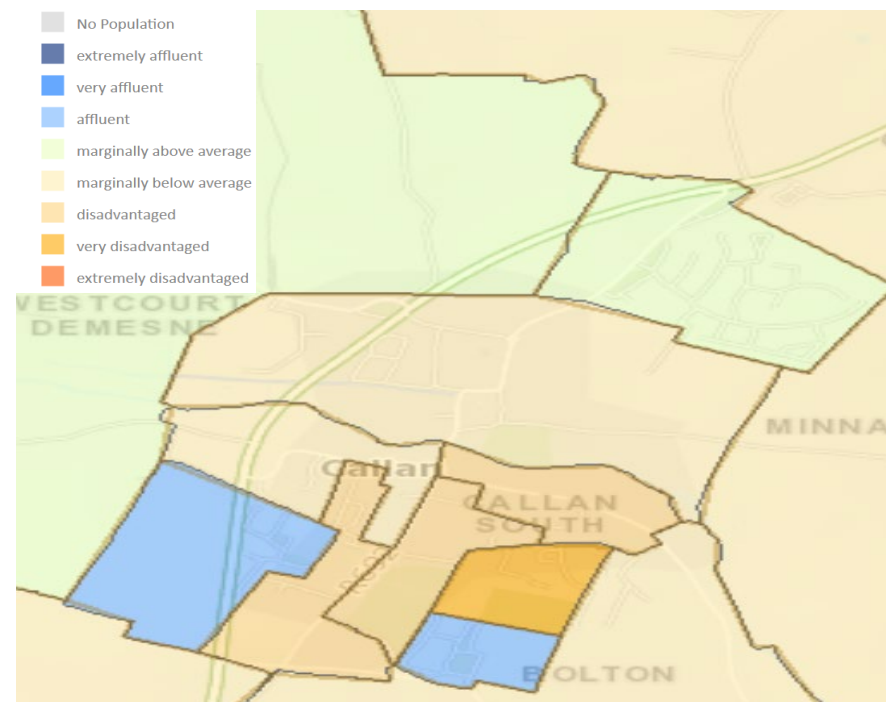 No Population
extremely affluent
very affluent
affluent
marginally above average
marginally below average
disadvantaged
very disadvantaged
extremely disadvantaged
WESTCOURT
DEMESNE
MINNA
Callan
CALLAN
SOUTH
BOLTON